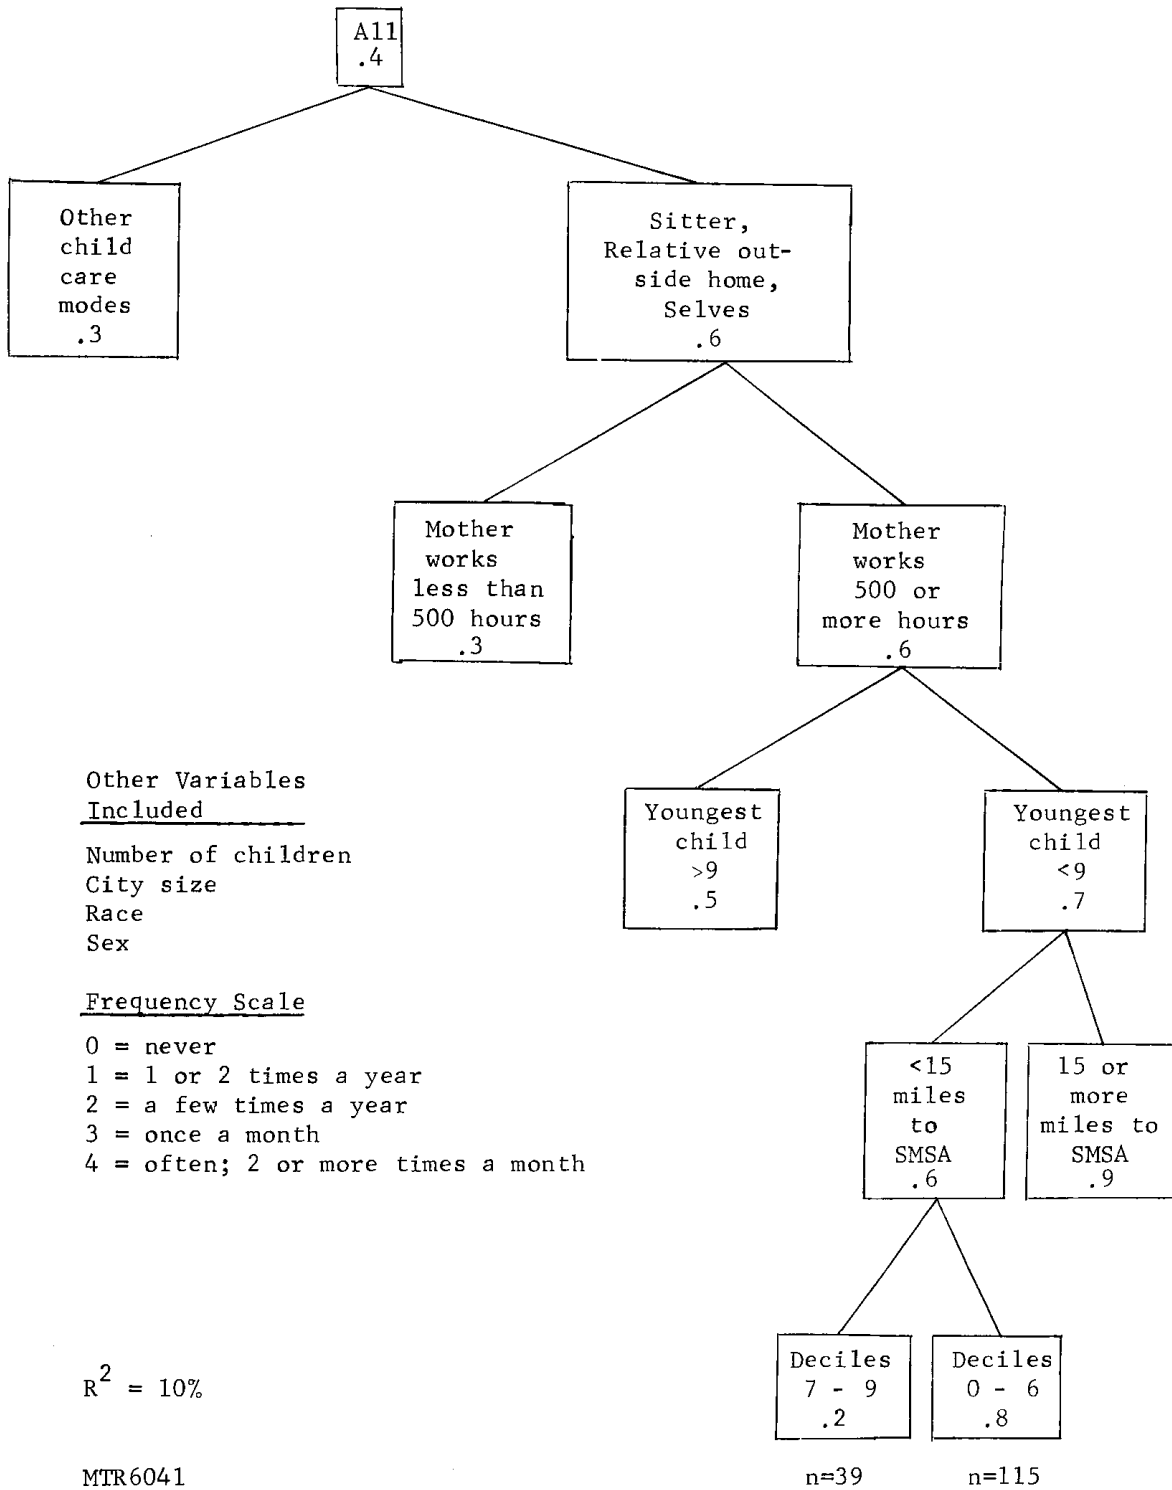 All
.4
Other
child
care
modes
.3
Sitter,
Relative out-
side home,
Selves
.6
Mother
works
less than
500 hours
.3
Mother
works
500 or
more hours
.6
Youngest
child
>9
.5
Youngest
child
<9
.7
Other Variables
Included
Number of children
City size
Race
Sex
Frequency Scale
0 = never
1 = 1 or 2 times a year
2 = a few times a year
3 = once a month
4 = often; 2 or more times a month
<15
miles
to
SMSA
.6
15 or
more
miles to
SMSA
.9
Deciles
7 - 9
.2
Deciles
0 - 6
.8
R² = 10%
MTR6041
n=39
n=115